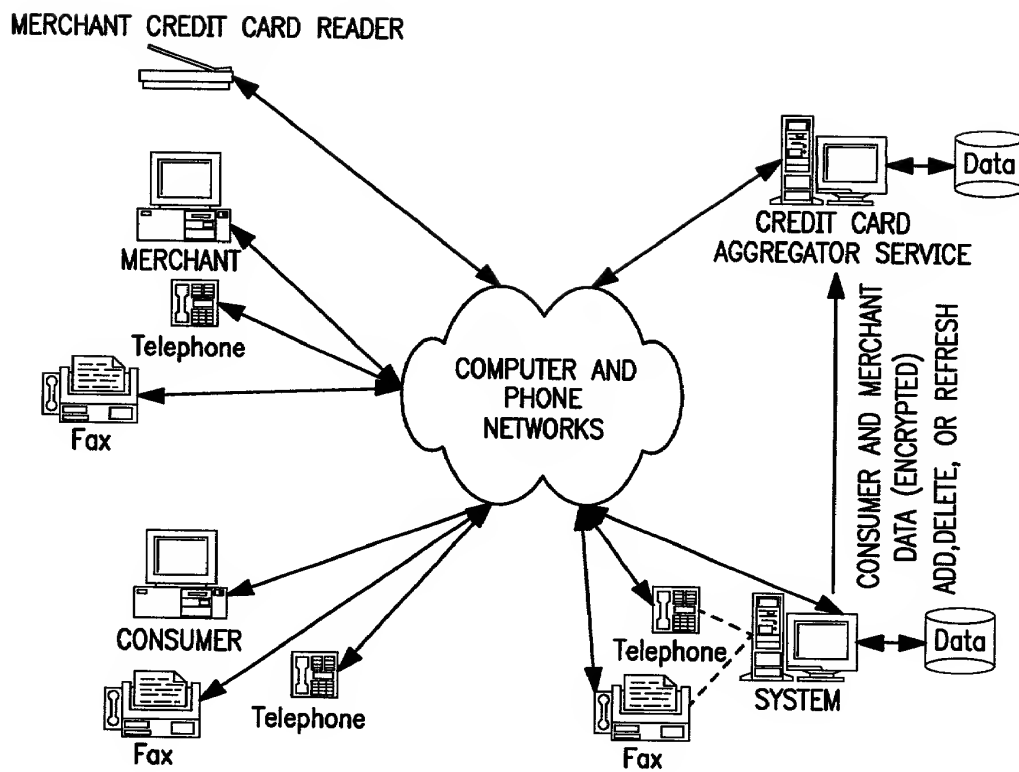 MERCHANT CREDIT CARD READER
MERCHANT
Telephone
Fax
COMPUTER AND
PHONE
NETWORKS
Data
CREDIT CARD
AGGREGATOR SERVICE
CONSUMER AND MERCHANT
DATA (ENCRYPTED)
ADD,DELETE, OR REFRESH
CONSUMER
Fax
Telephone
Telephone
Fax
SYSTEM
Data